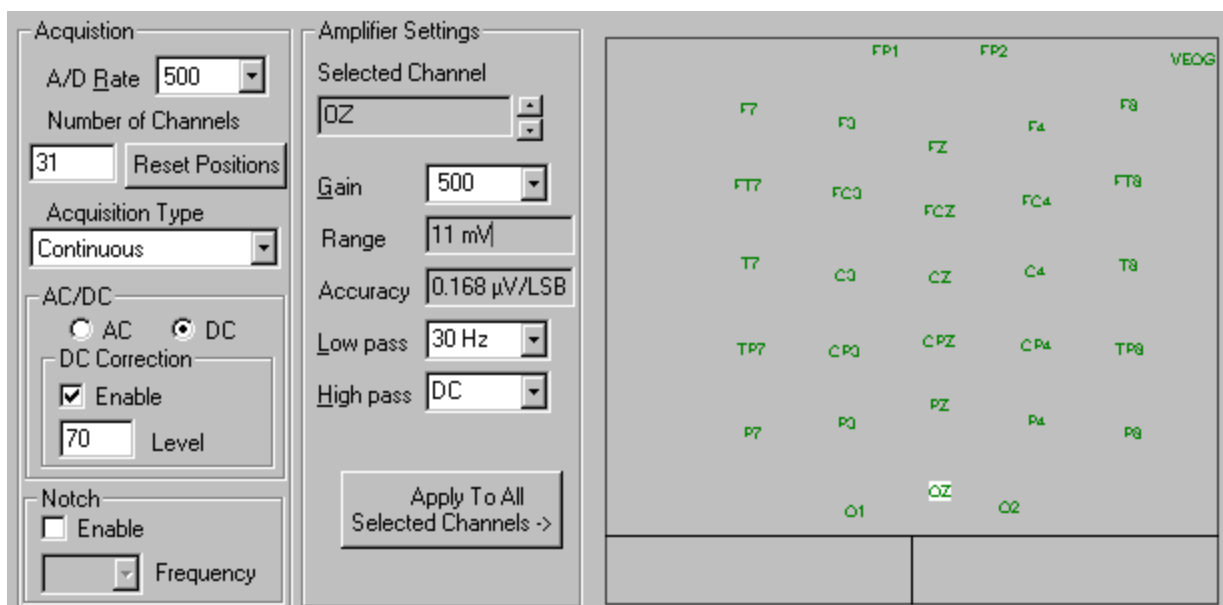 Acquistion
A/D Rate 500
Number of Channels
31 Reset Positions
Acquisition Type
Continuous
AC/DC
AC DC
DC Correction
Enable
70 Level
Notch
Enable
Frequency
Amplifier Settings
Selected Channel
OZ
Gain 500
Range 11 mV
Accuracy 0.168 µV/LSB
Low pass 30 Hz
High pass DC
Apply To All
Selected Channels ->
FP1 FP2 VEOG
F7 F3 FZ F4 F8
FT7 FC3 FCZ FC4 FT8
T7 C3 CZ C4 T8
TP7 CP3 CPZ CP4 TP8
P7 P3 PZ P4 P8
O1 OZ O2